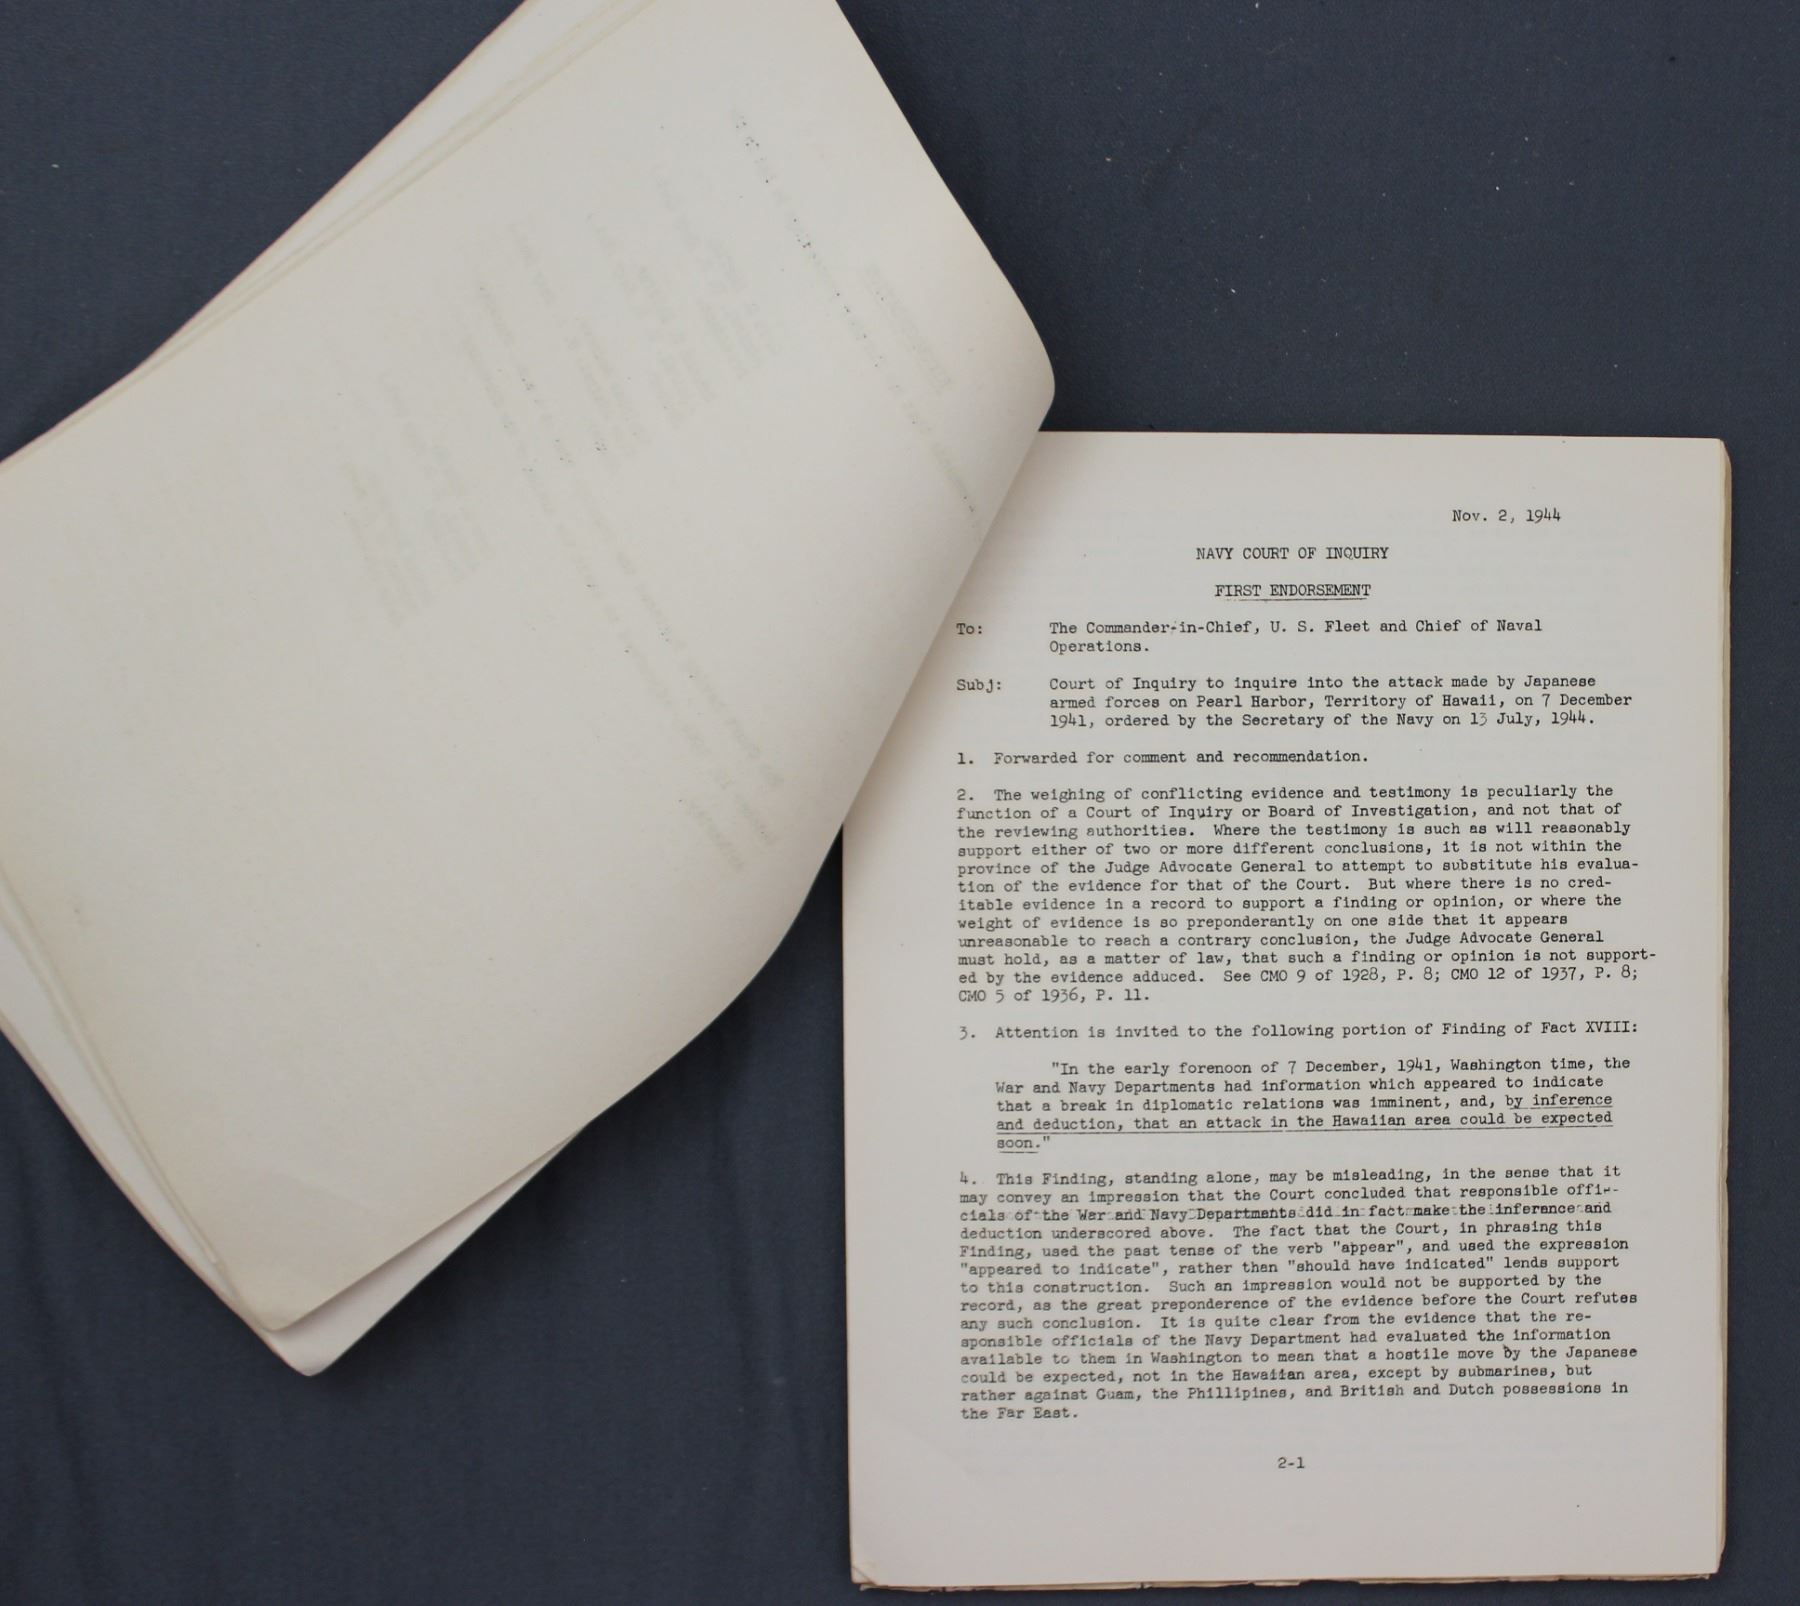 Nov. 2, 1944
NAVY COURT OF INQUIRY
FIRST ENDORSEMENT
To: The Commander-in-Chief, U. S. Fleet and Chief of Naval
Operations.
Subj: Court of Inquiry to inquire into the attack made by Japanese
armed forces on Pearl Harbor, Territory of Hawaii, on 7 December
1941, ordered by the Secretary of the Navy on 13 July, 1944.
1. Forwarded for comment and recommendation.
2. The weighing of conflicting evidence and testimony is peculiarly the
function of a Court of Inquiry or Board of Investigation, and not that of
the reviewing authorities. Where the testimony is such as will reasonably
support either of two or more different conclusions, it is not within the
province of the Judge Advocate General to attempt to substitute his evalua-
tion of the evidence for that of the Court. But where there is no cred-
itable evidence in a record to support a finding or opinion, or where the
weight of evidence is so preponderantly on one side that it appears
unreasonable to reach a contrary conclusion, the Judge Advocate General
must hold, as a matter of law, that such a finding or opinion is not support-
ed by the evidence adduced. See CMO 9 of 1928, P. 8; CMO 12 of 1937, P. 8;
CMO 5 of 1936, P. 11.
3. Attention is invited to the following portion of Finding of Fact XVIII:
"In the early forenoon of 7 December, 1941, Washington time, the
War and Navy Departments had information which appeared to indicate
that a break in diplomatic relations was imminent, and, by inference
and deduction, that an attack in the Hawaiian area could be expected
soon."
4. This Finding, standing alone, may be misleading, in the sense that it
may convey an impression that the Court concluded that responsible offi-
cials of the War and Navy Departments did in fact make the inference and
deduction underscored above. The fact that the Court, in phrasing this
Finding, used the past tense of the verb "appear", and used the expression
"appeared to indicate", rather than "should have indicated" lends support
to this construction. Such an impression would not be supported by the
record, as the great preponderence of the evidence before the Court refutes
any such conclusion. It is quite clear from the evidence that the re-
sponsible officials of the Navy Department had evaluated the information
available to them in Washington to mean that a hostile move by the Japanese
could be expected, not in the Hawaiian area, except by submarines, but
rather against Guam, the Phillipines, and British and Dutch possessions in
the Far East.
2-1